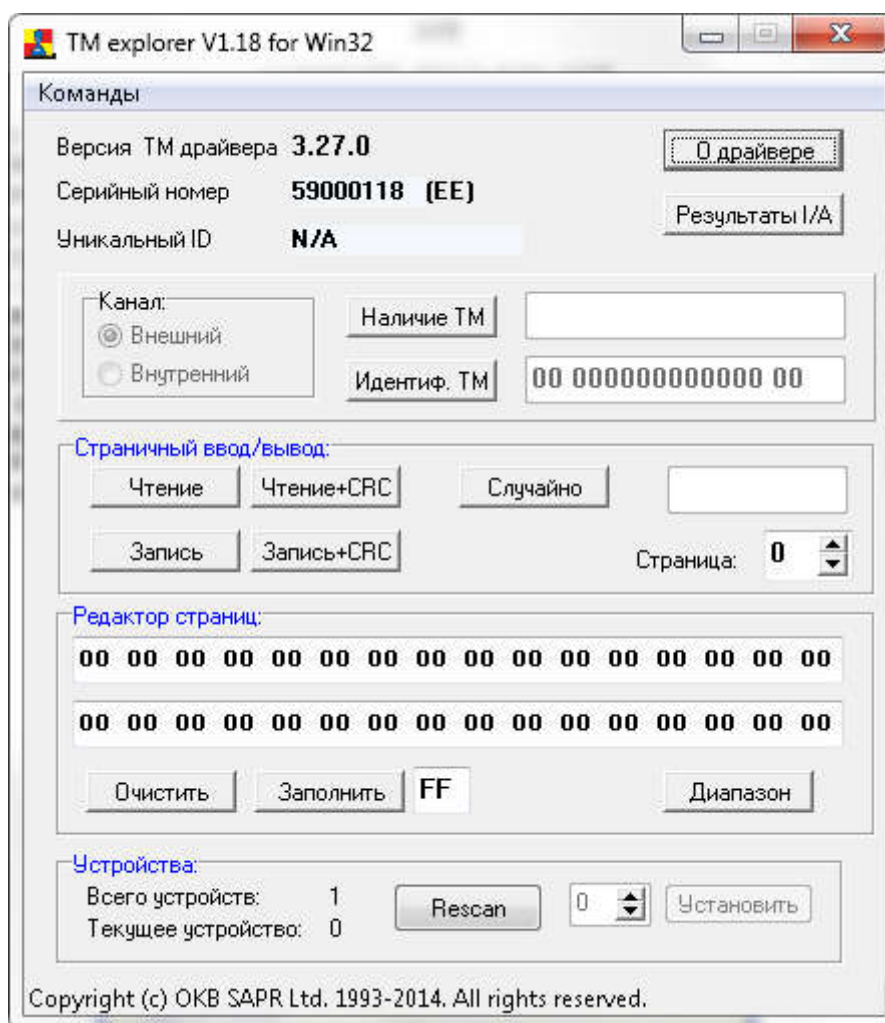 TM explorer V1.18 for Win32
Команды
Версия ТМ драйвера 3.27.0
О драйвере
Серийный номер 59000118 (EE)
Результаты I/A
Уникальный ID N/A
Канал:
Внешний
Внутренний
Наличие ТМ
Идентиф. ТМ 00 000000000000 00
Страничный ввод/вывод:
Чтение Чтение+CRC Случайно
Запись Запись+CRC Страница: 0
Редактор страниц:
00 00 00 00 00 00 00 00 00 00 00 00 00 00 00 00
00 00 00 00 00 00 00 00 00 00 00 00 00 00 00 00
Очистить Заполнить FF Диапазон
Устройства:
Всего устройств: 1
Текущее устройство: 0
Rescan 0 Установить
Copyright (c) OKB SAPR Ltd. 1993-2014. All rights reserved.